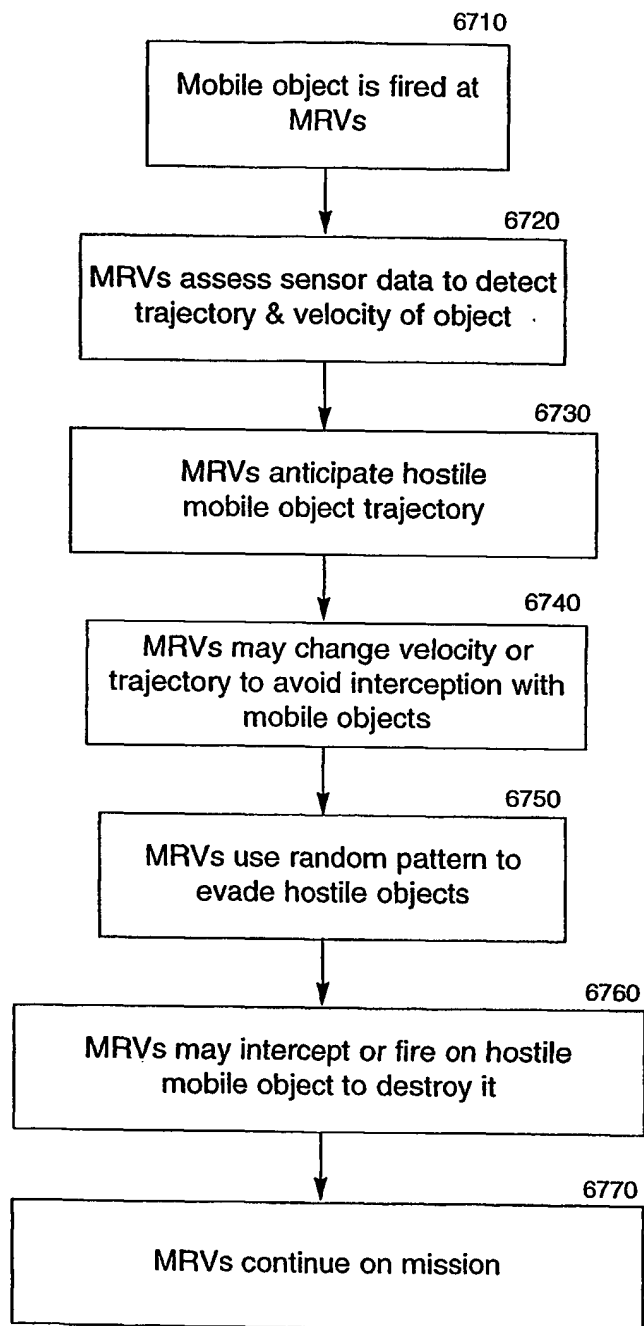 6710
Mobile object is fired at
MRVs
6720
MRVs assess sensor data to detect
trajectory & velocity of object
6730
MRVs anticipate hostile
mobile object trajectory
6740
MRVs may change velocity or
trajectory to avoid interception with
mobile objects
6750
MRVs use random pattern to
evade hostile objects
6760
MRVs may intercept or fire on hostile
mobile object to destroy it
6770
MRVs continue on mission